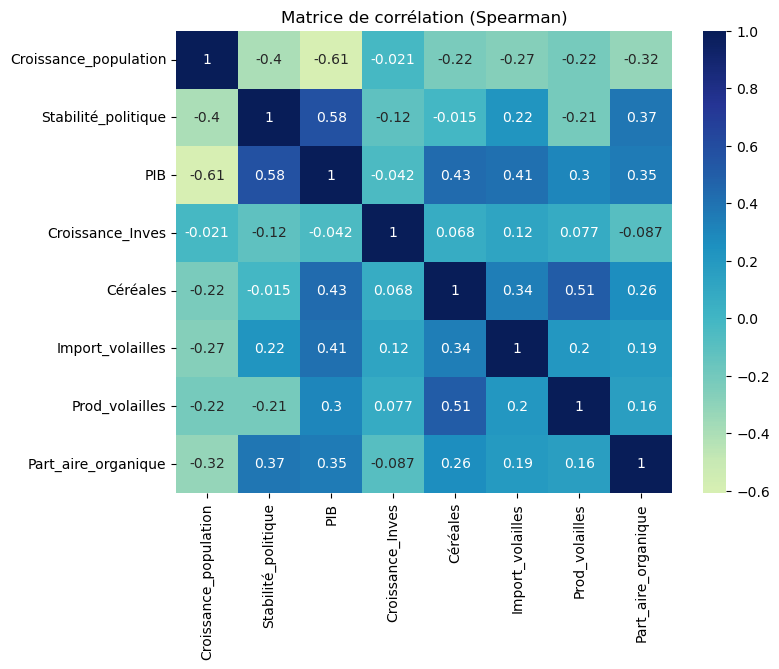 Matrice de corrélation (Spearman)
Croissance_population 1 -0.4 -0.61 -0.021 -0.22 -0.27 -0.22 -0.32
Stabilité_politique -0.4 1 0.58 -0.12 -0.015 0.22 -0.21 0.37
PIB -0.61 0.58 1 -0.042 0.43 0.41 0.3 0.35
Croissance_Inves -0.021 -0.12 -0.042 1 0.068 0.12 0.077 -0.087
Céréales -0.22 -0.015 0.43 0.068 1 0.34 0.51 0.26
Import_volailles -0.27 0.22 0.41 0.12 0.34 1 0.2 0.19
Prod_volailles -0.22 -0.21 0.3 0.077 0.51 0.2 1 0.16
Part_aire_organique -0.32 0.37 0.35 -0.087 0.26 0.19 0.16 1
Croissance_population
Stabilité_politique
PIB
Croissance_Inves
Céréales
Import_volailles
Prod_volailles
Part_aire_organique
1.0
0.8
0.6
0.4
0.2
0.0
−0.2
−0.4
−0.6